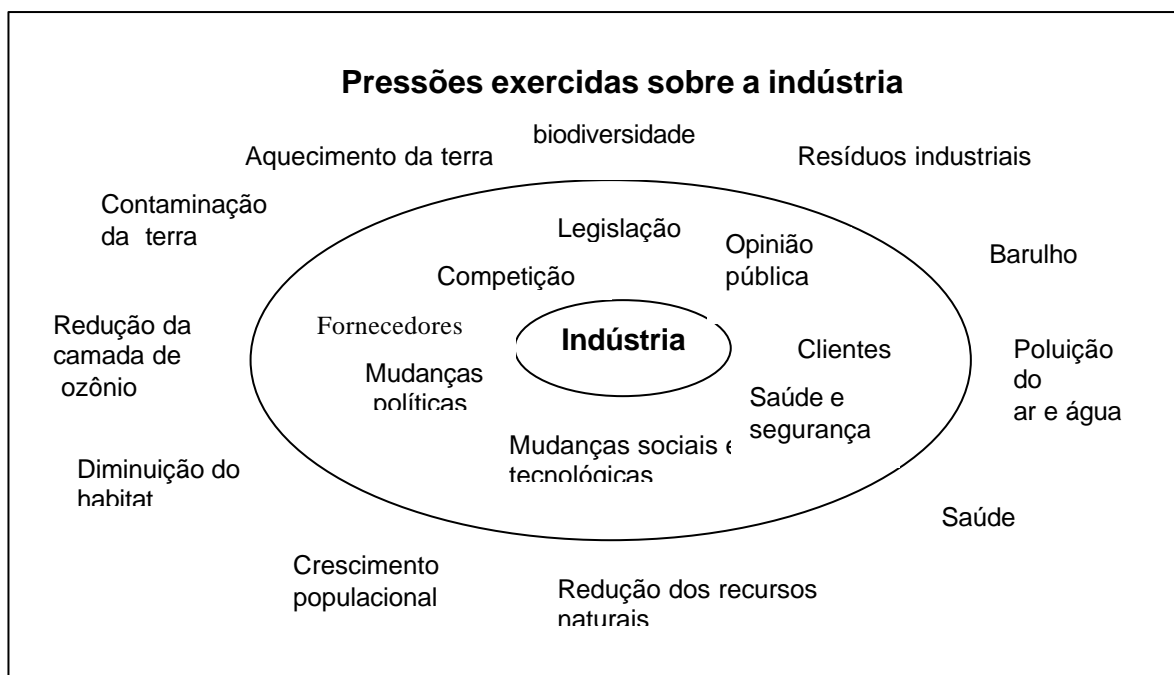 Pressões exercidas sobre a indústria
biodiversidade
Aquecimento da terra
Resíduos industriais
Contaminação
da terra
Legislação
Opinião
pública
Barulho
Competição
Redução da
camada de
ozônio
Fornecedores
Indústria
Clientes
Poluição
do
ar e água
Mudanças
políticas
Saúde e
segurança
Mudanças sociais e
tecnológicas
Diminuição do
habitat
Saúde
Crescimento
populacional
Redução dos recursos
naturais